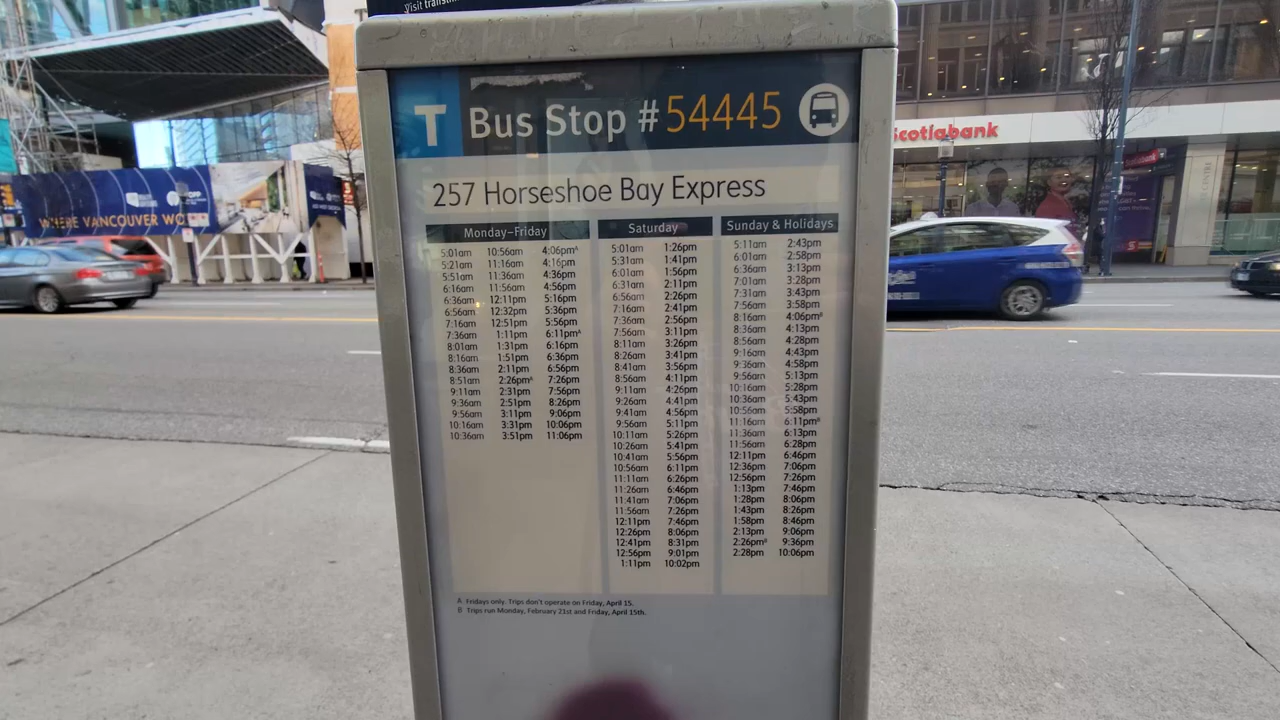 Visit transl
T Bus Stop #54445
257 Horseshoe Bay Express
Monday–Friday Saturday Sunday & Holidays
5:01am 10:56am 4:06pmᴬ 5:01am 1:26pm 5:11am 2:43pm
5:21am 11:16am 4:16pm 5:31am 1:41pm 6:01am 2:58pm
5:51am 11:36am 4:36pm 6:01am 1:56pm 6:36am 3:13pm
6:16am 11:56am 4:56pm 6:31am 2:11pm 7:01am 3:28pm
6:36am 12:11pm 5:16pm 6:56am 2:26pm 7:31am 3:43pm
6:56am 12:32pm 5:36pm 7:16am 2:41pm 7:56am 3:58pm
7:16am 12:51pm 5:56pm 7:36am 2:56pm 8:16am 4:06pmᴮ
7:36am 1:11pm 6:11pmᴬ 7:56am 3:11pm 8:36am 4:13pm
8:01am 1:31pm 6:16pm 8:11am 3:26pm 8:56am 4:28pm
8:16am 1:51pm 6:36pm 8:26am 3:41pm 9:16am 4:43pm
8:36am 2:11pm 6:56pm 8:41am 3:56pm 9:36am 4:58pm
8:51am 2:26pmᴬ 7:26pm 8:56am 4:11pm 9:56am 5:13pm
9:11am 2:31pm 7:56pm 9:11am 4:26pm 10:16am 5:28pm
9:36am 2:51pm 8:26pm 9:26am 4:41pm 10:36am 5:43pm
9:56am 3:11pm 9:06pm 9:41am 4:56pm 10:56am 5:58pm
10:16am 3:31pm 10:06pm 9:56am 5:11pm 11:16am 6:11pmᴮ
10:36am 3:51pm 11:06pm 10:11am 5:26pm 11:36am 6:13pm
10:26am 5:41pm 11:56am 6:28pm
10:41am 5:56pm 12:11pm 6:46pm
10:56am 6:11pm 12:36pm 7:06pm
11:11am 6:26pm 12:56pm 7:26pm
11:26am 6:46pm 1:13pm 7:46pm
11:41am 7:06pm 1:28pm 8:06pm
11:56am 7:26pm 1:43pm 8:26pm
12:11pm 7:46pm 1:58pm 8:46pm
12:26pm 8:06pm 2:13pm 9:06pm
12:41pm 8:31pm 2:26pmᴮ 9:36pm
12:56pm 9:01pm 2:28pm 10:06pm
1:11pm 10:02pm
A Fridays only. Trips don't operate on Friday, April 15.
B Trips run Monday, February 21st and Friday, April 15th.
WHERE VANCOUVER WO
Scotiabank